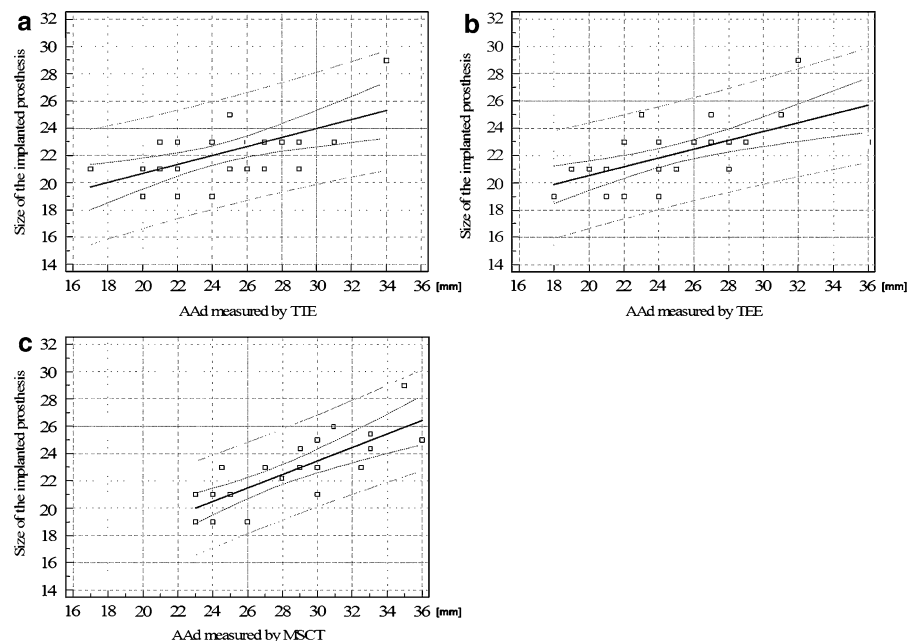 a
Size of the implanted prosthesis
32
30
28
26
24
22
20
18
16
14
16 20 22 24 26 28 30 32 34 36 [mm]
AAd measured by TTE
b
Size of the implanted prosthesis
32
30
28
26
24
22
20
18
16
14
16 20 22 24 26 28 30 32 34 36 [mm]
AAd measured by TEE
c
Size of the implanted prosthesis
32
30
28
26
24
22
20
18
16
14
16 20 22 24 26 28 30 32 34 36 [mm]
AAd measured by MSCT